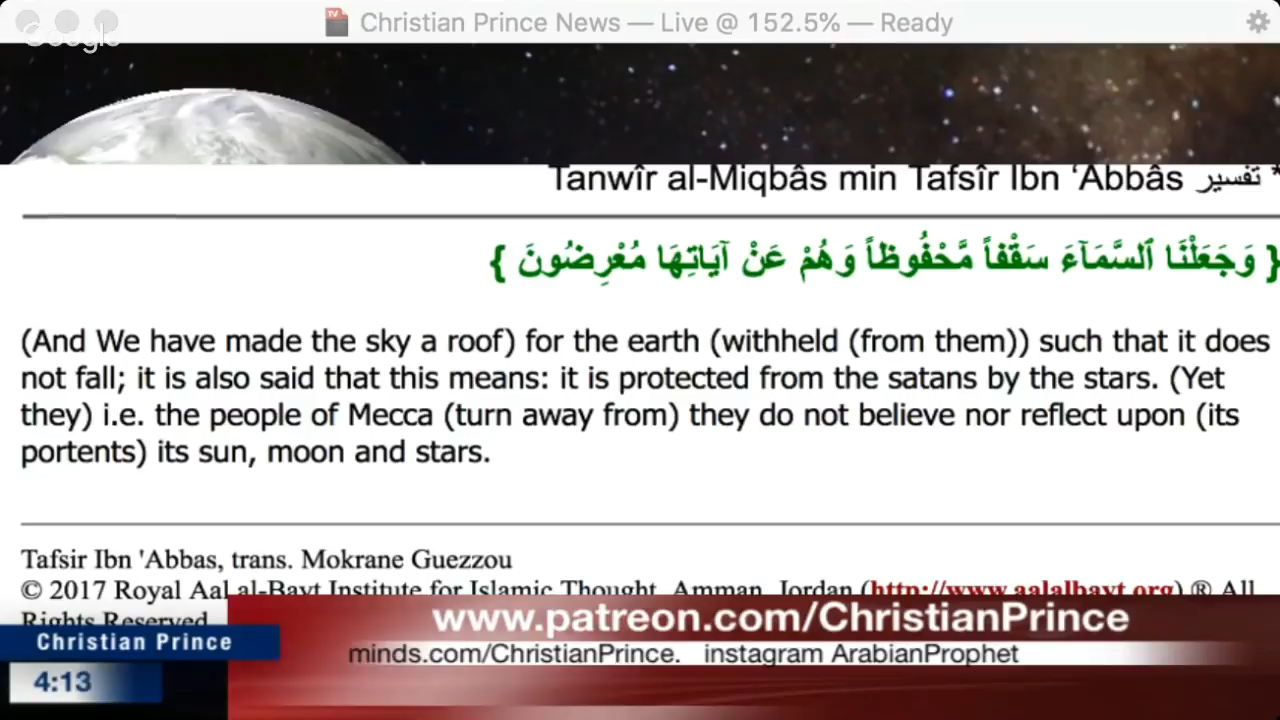 Google
Christian Prince News — Live @ 152.5% — Ready
Tanwîr al-Miqbâs min Tafsîr Ibn ‘Abbâs تفسير *
{ وَجَعَلْنَا ٱلسَّمَآءَ سَقْفاً مَّحْفُوظاً وَهُمْ عَنْ آيَاتِهَا مُعْرِضُونَ }
(And We have made the sky a roof) for the earth (withheld (from them)) such that it does
not fall; it is also said that this means: it is protected from the satans by the stars. (Yet
they) i.e. the people of Mecca (turn away from) they do not believe nor reflect upon (its
portents) its sun, moon and stars.
Tafsir Ibn 'Abbas, trans. Mokrane Guezzou
© 2017 Royal Aal al-Bayt Institute for Islamic Thought, Amman, Jordan (http://www.aalalbayt.org) ® All
Rights Reserved
www.patreon.com/ChristianPrince
Christian Prince
minds.com/ChristianPrince. instagram ArabianProphet
4:13